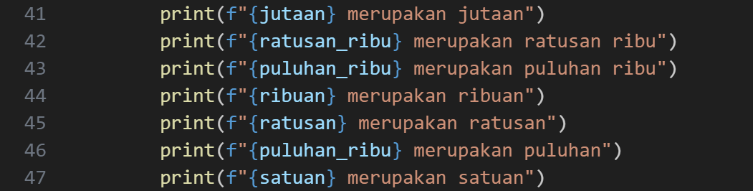 41 print(f"{jutaan} merupakan jutaan")
42 print(f"{ratusan_ribu} merupakan ratusan ribu")
43 print(f"{puluhan_ribu} merupakan puluhan ribu")
44 print(f"{ribuan} merupakan ribuan")
45 print(f"{ratusan} merupakan ratusan")
46 print(f"{puluhan_ribu} merupakan puluhan")
47 print(f"{satuan} merupakan satuan")